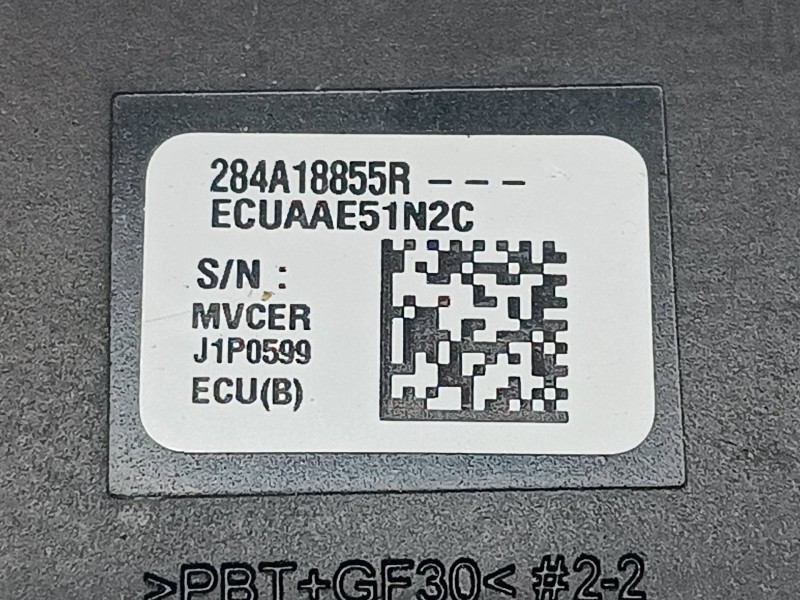 284A18855R ---
ECUAAE51N2C
S/N :
MVCER
J1P0599
ECU(B)
>PBT+GF30< #2-2